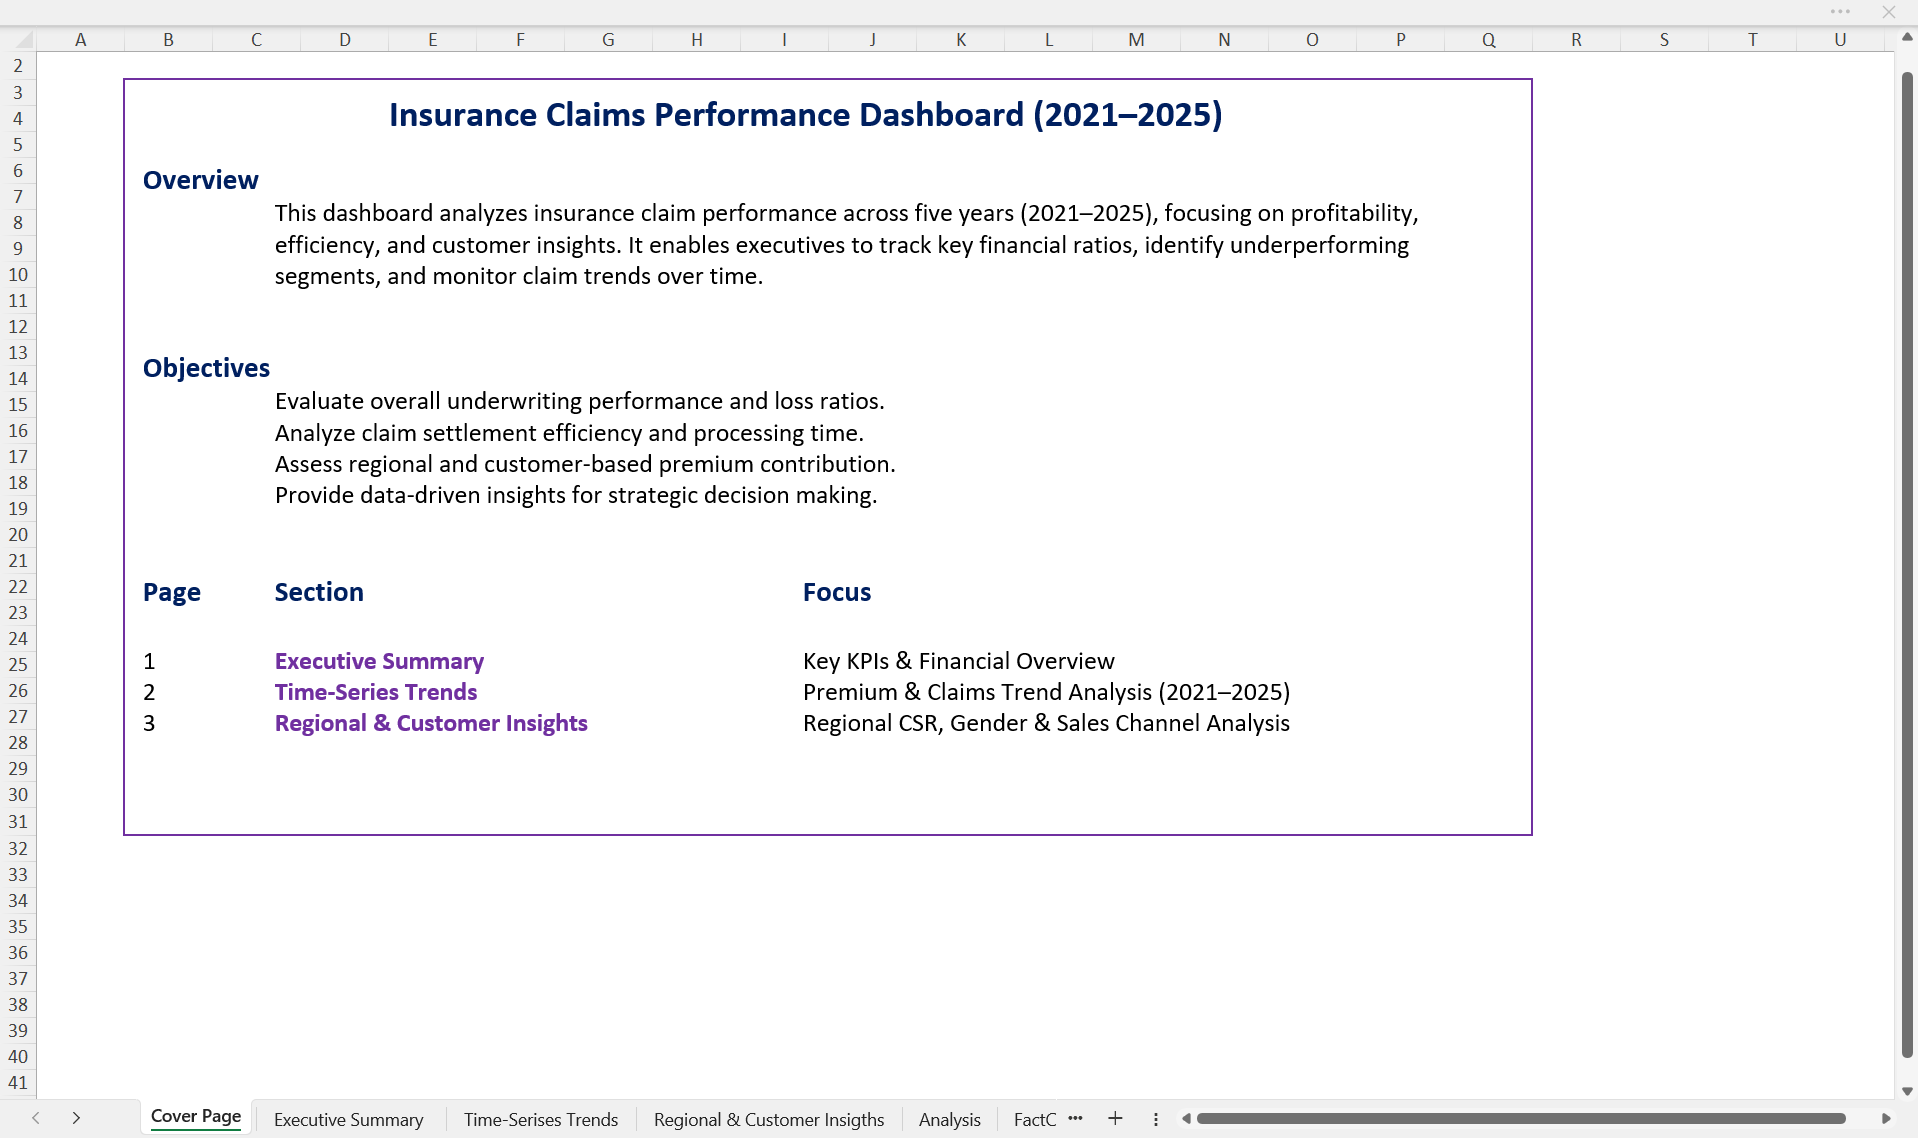 A B C D E F G H I J K L M N O P Q R S T U
2
3
4
5
6
7
8
9
10
11
12
13
14
15
16
17
18
19
20
21
22
23
24
25
26
27
28
29
30
31
32
33
34
35
36
37
38
39
40
41
Insurance Claims Performance Dashboard (2021–2025)
Overview
This dashboard analyzes insurance claim performance across five years (2021–2025), focusing on profitability,
efficiency, and customer insights. It enables executives to track key financial ratios, identify underperforming
segments, and monitor claim trends over time.
Objectives
Evaluate overall underwriting performance and loss ratios.
Analyze claim settlement efficiency and processing time.
Assess regional and customer-based premium contribution.
Provide data-driven insights for strategic decision making.
Page Section Focus
1 Executive Summary Key KPIs & Financial Overview
2 Time-Series Trends Premium & Claims Trend Analysis (2021–2025)
3 Regional & Customer Insights Regional CSR, Gender & Sales Channel Analysis
Cover Page Executive Summary Time-Serises Trends Regional & Customer Insigths Analysis FactC